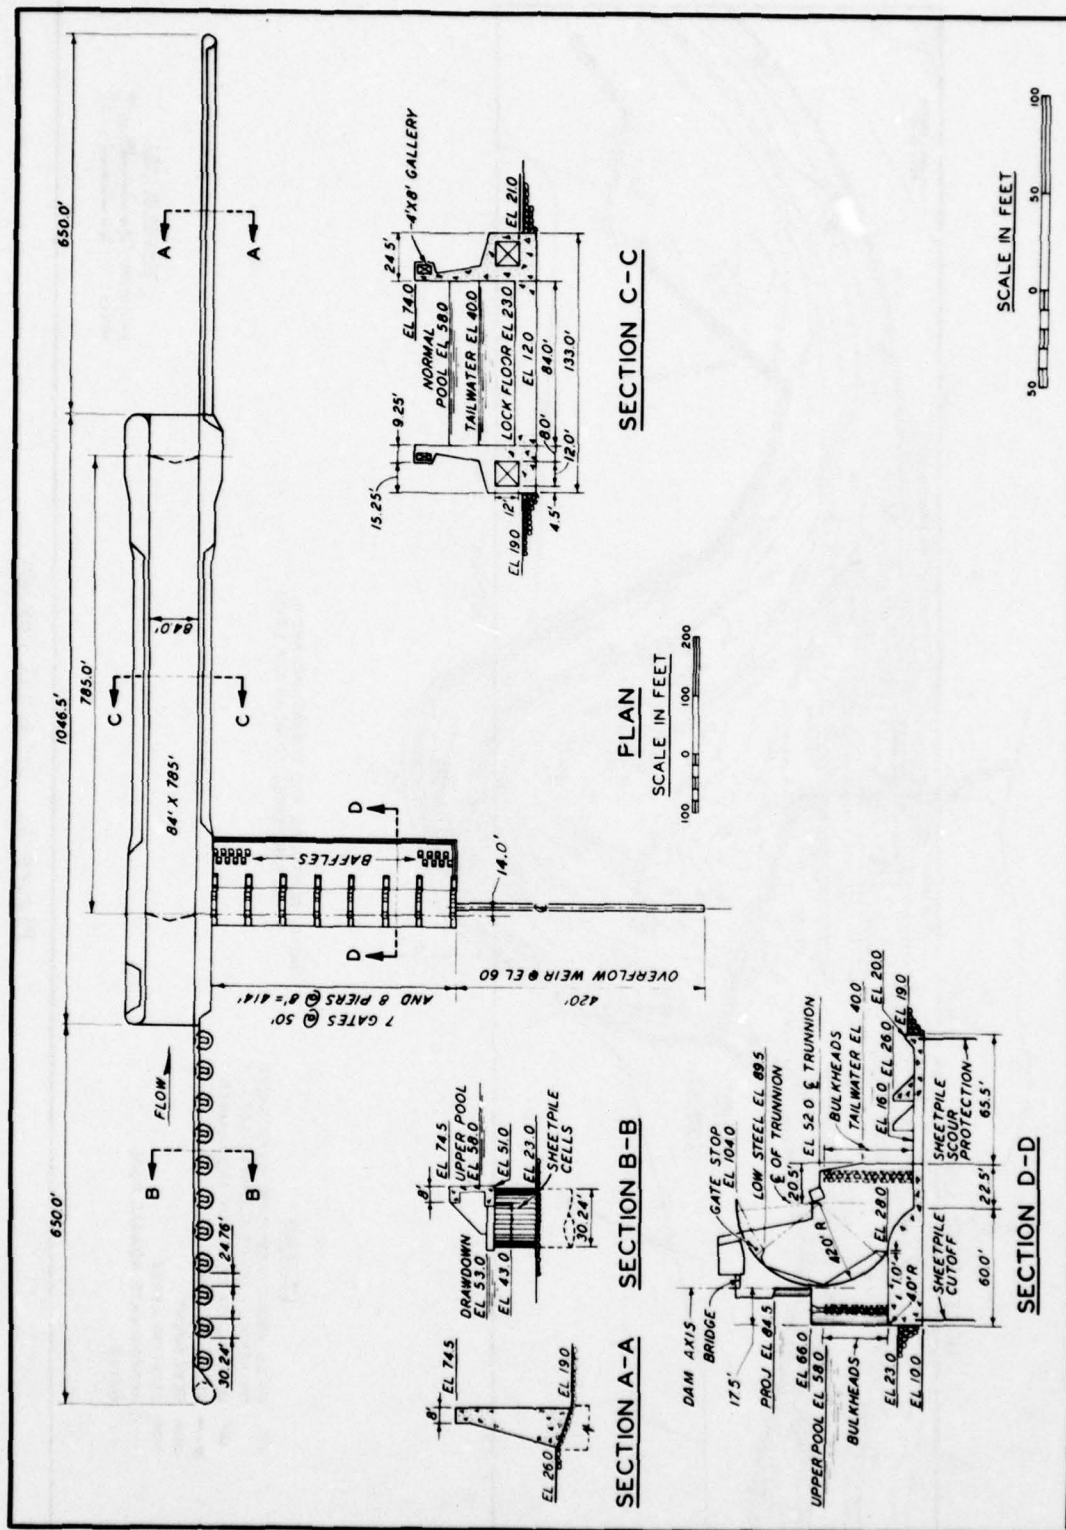 650.0'
1046.5'
650.0'
785.0'
84.0'
84' X 785'
C
C
A
A
B
B
FLOW
30.24'
24.76'
7 GATES @ 50'
AND 8 PIERS @ 8' = 414'
420'
OVERFLOW WEIR @ EL 60
D
D
BAFFLES
14.0'
PLAN
SCALE IN FEET
100
0
100
200
8'
EL 74.5
EL 26.0
EL 19.0
SECTION A-A
8'
EL 74.5
UPPER POOL
EL 58.0
DRAWDOWN
EL 53.0
EL 51.0
EL 43.0
EL 23.0
SHEETPILE
CELLS
30.24'
SECTION B-B
15.25'
9.25'
24.5'
4'X8' GALLERY
EL 74.0
NORMAL
POOL EL 58.0
TAILWATER EL 40.0
LOCK FLOOR EL 23.0
EL 12.0
EL 19.0
EL 21.0
12'
4.5'
12.0'
8.0'
84.0'
133.0'
SECTION C-C
DAM AXIS
BRIDGE
17.5'
PROJ EL 84.5
EL 66.0
UPPER POOL EL 58.0
BULKHEADS
EL 23.0
EL 10.0
GATE STOP
EL 104.0
LOW STEEL EL 89.5
℄ OF TRUNNION
20.5'
EL 52.0 ℄ TRUNNION
BULKHEADS
TAILWATER EL 40.0
EL 16.0
EL 26.0
EL 20.0
EL 19.0
42.0' R
EL 28.0
1.0'
40' R
SHEETPILE
CUTOFF
SHEETPILE
SCOUR
PROTECTION
60.0'
22.5'
65.5'
SECTION D-D
SCALE IN FEET
50
0
50
100